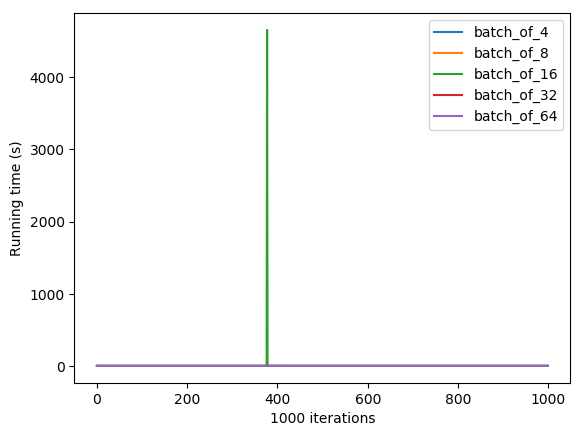 batch_of_4
batch_of_8
batch_of_16
batch_of_32
batch_of_64
Running time (s)
4000
3000
2000
1000
0
0 200 400 600 800 1000
1000 iterations